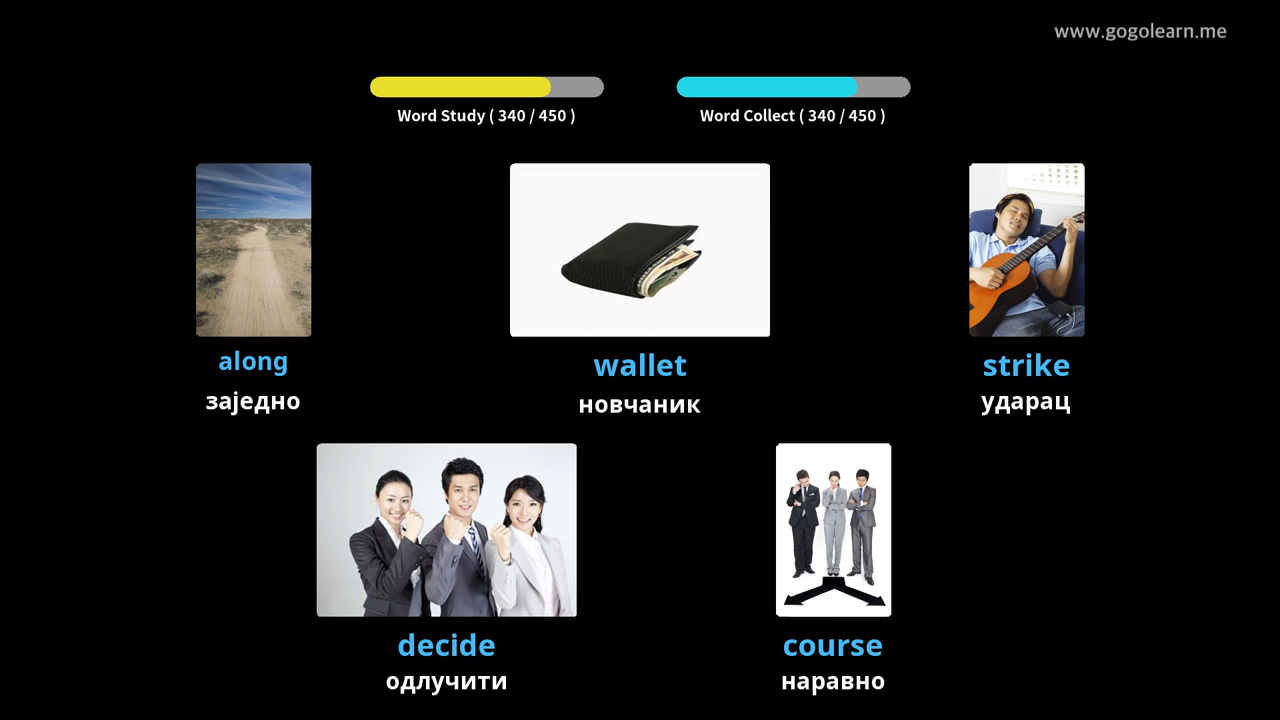 www.gogolearn.me
Word Study ( 340 / 450 )
Word Collect ( 340 / 450 )
along
заједно
wallet
новчаник
strike
ударац
decide
одлучити
course
наравно